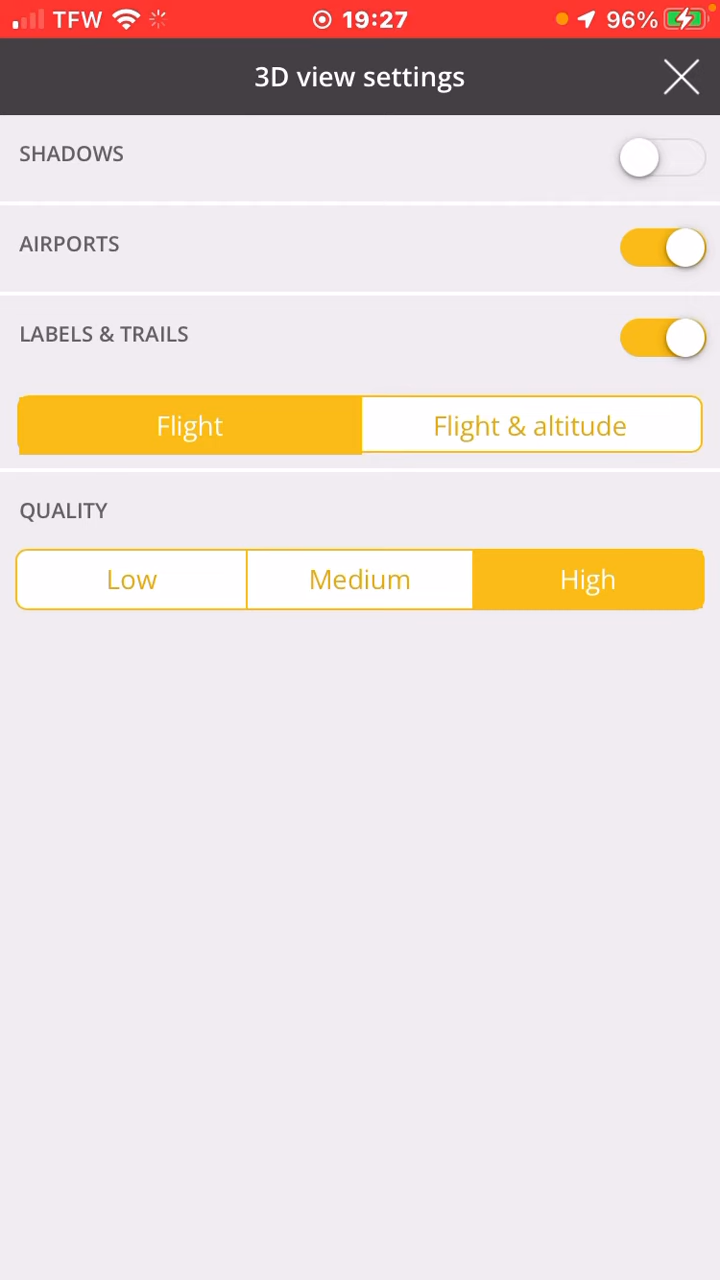 TFW 19:27 96%
3D view settings
SHADOWS
AIRPORTS
LABELS & TRAILS
Flight Flight & altitude
QUALITY
Low Medium High